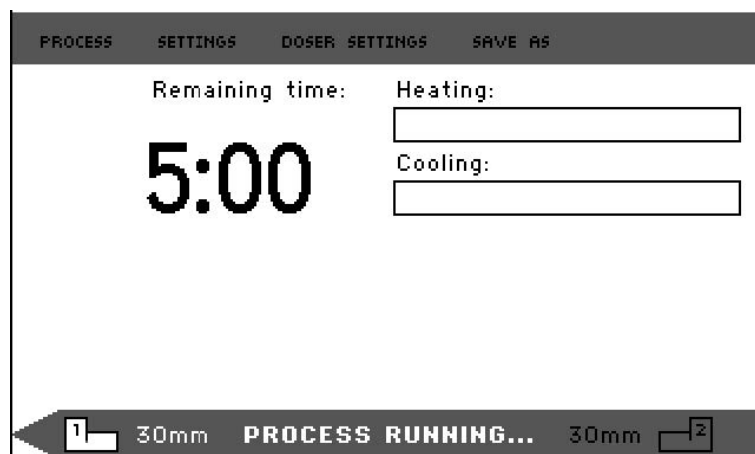 PROCESS SETTINGS DOSER SETTINGS SAVE AS
Remaining time: Heating:
5:00
Cooling:
1 30mm PROCESS RUNNING... 30mm 2